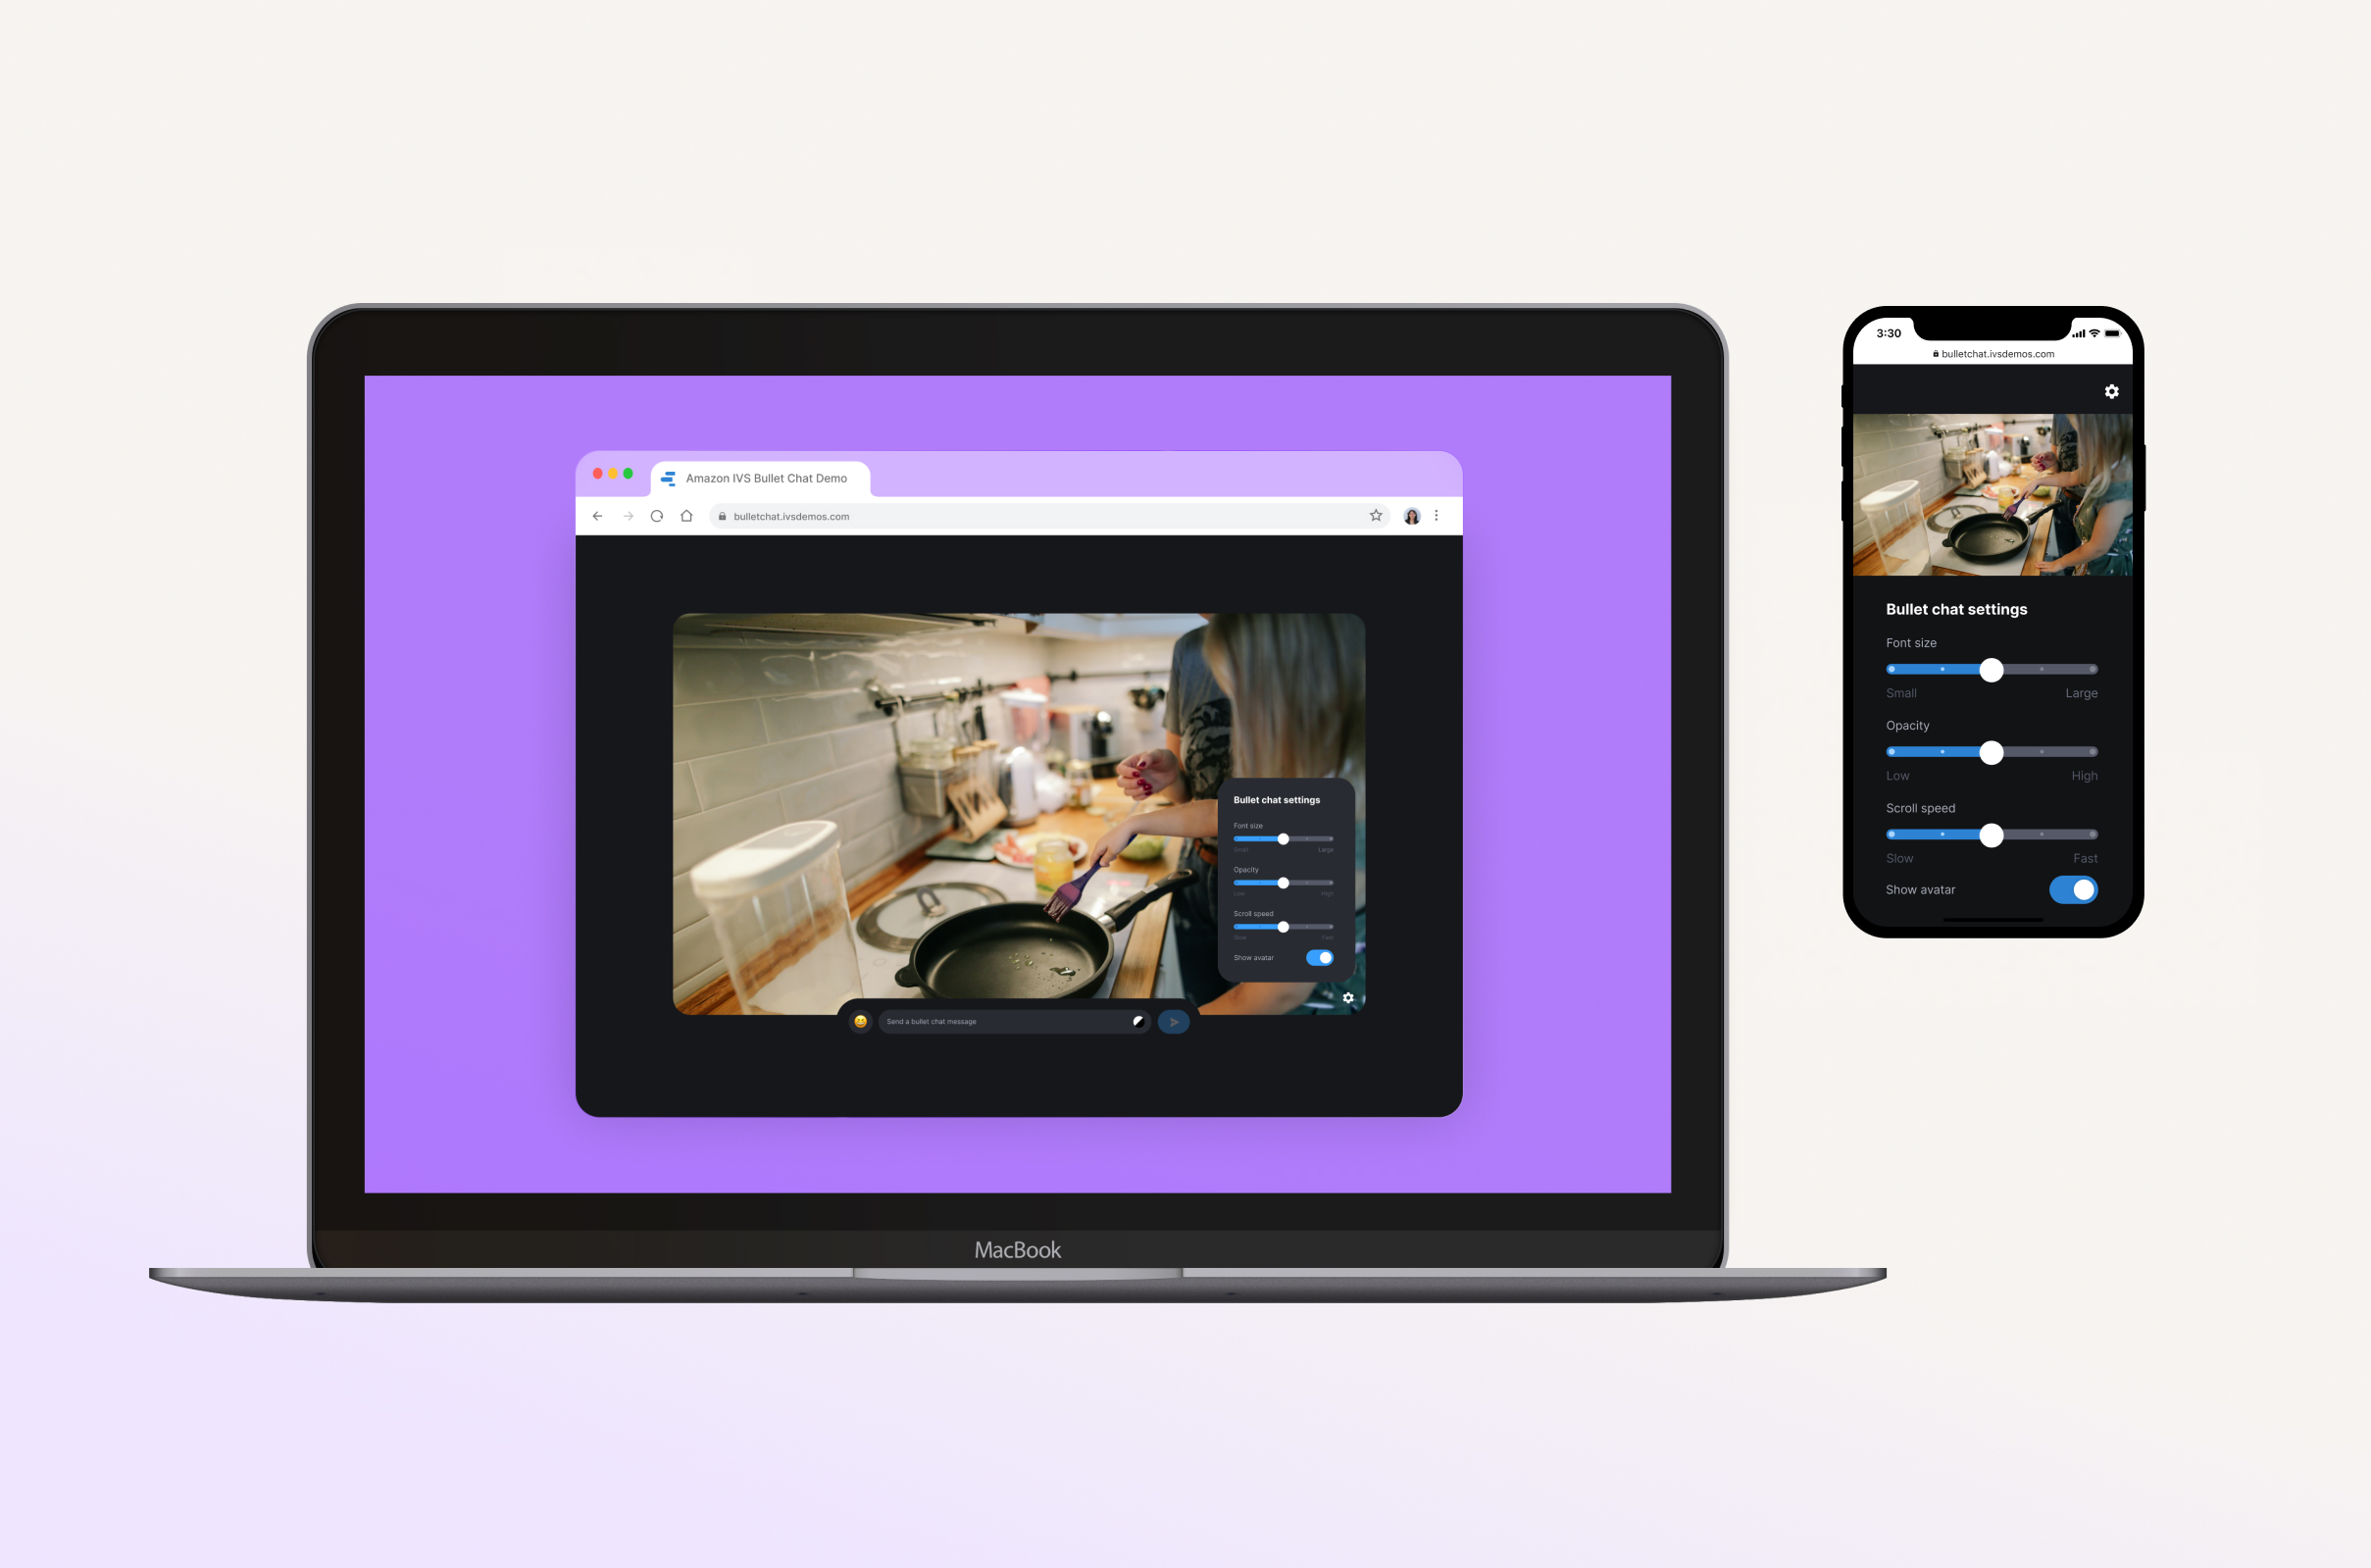 Amazon IVS Bullet Chat Demo
bulletchat.ivsdemos.com
Bullet chat settings
Font size
Small Large
Opacity
Low High
Scroll speed
Slow Fast
Show avatar
Send a bullet chat message
MacBook
3:30
bulletchat.ivsdemos.com
Bullet chat settings
Font size
Small Large
Opacity
Low High
Scroll speed
Slow Fast
Show avatar